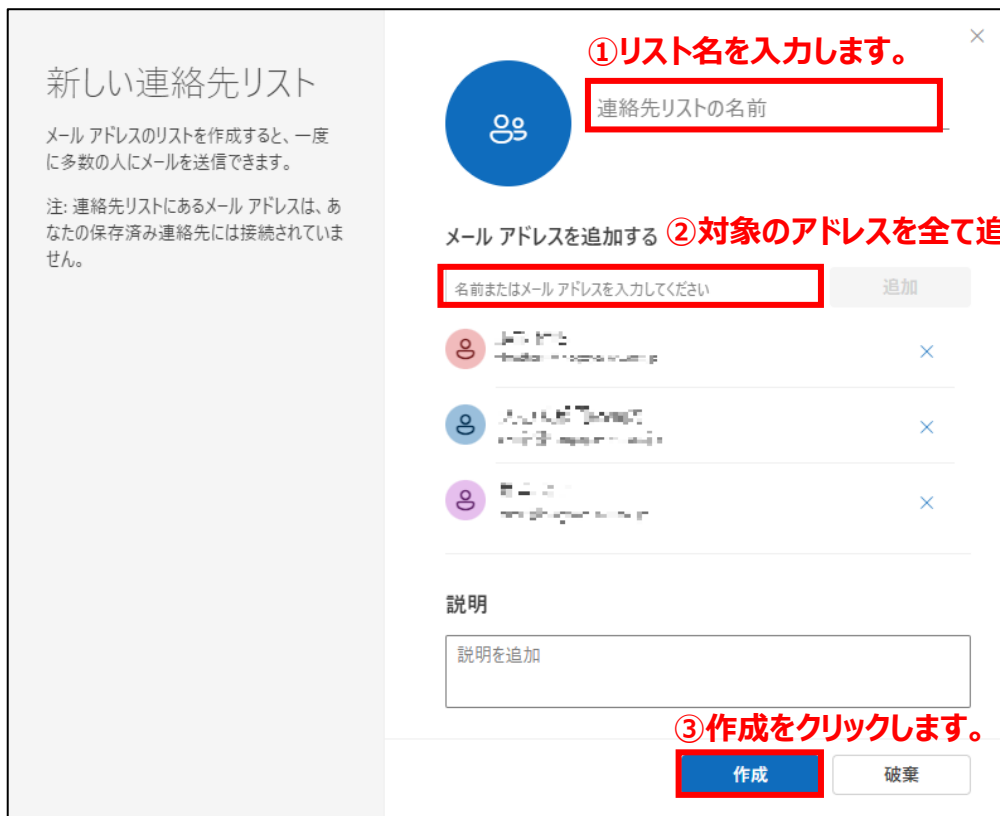 ①リスト名を入力します。
新しい連絡先リスト
連絡先リストの名前
メール アドレスのリストを作成すると、一度
に多数の人にメールを送信できます。
注: 連絡先リストにあるメール アドレスは、あ
なたの保存済み連絡先には接続されていま
せん。
メール アドレスを追加する ②対象のアドレスを全て追
名前またはメール アドレスを入力してください
追加
説明
説明を追加
③作成をクリックします。
作成
破棄